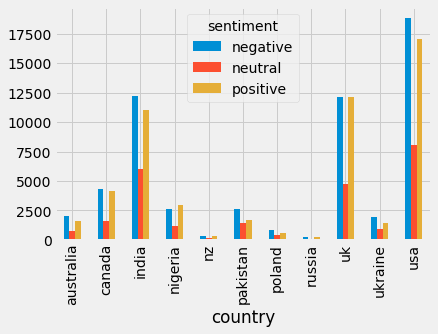 sentiment
negative
neutral
positive
17500
15000
12500
10000
7500
5000
2500
0
australia
canada
india
nigeria
nz
pakistan
poland
russia
uk
ukraine
usa
country